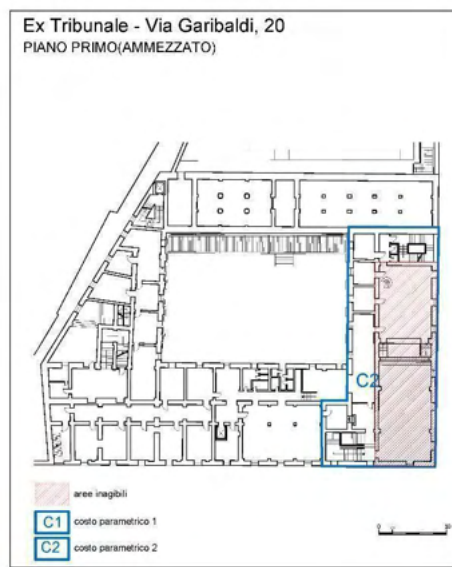 Ex Tribunale - Via Garibaldi, 20
PIANO PRIMO(AMMEZZATO)
C2
aree inagibili
C1 costo parametrico 1
C2 costo parametrico 2